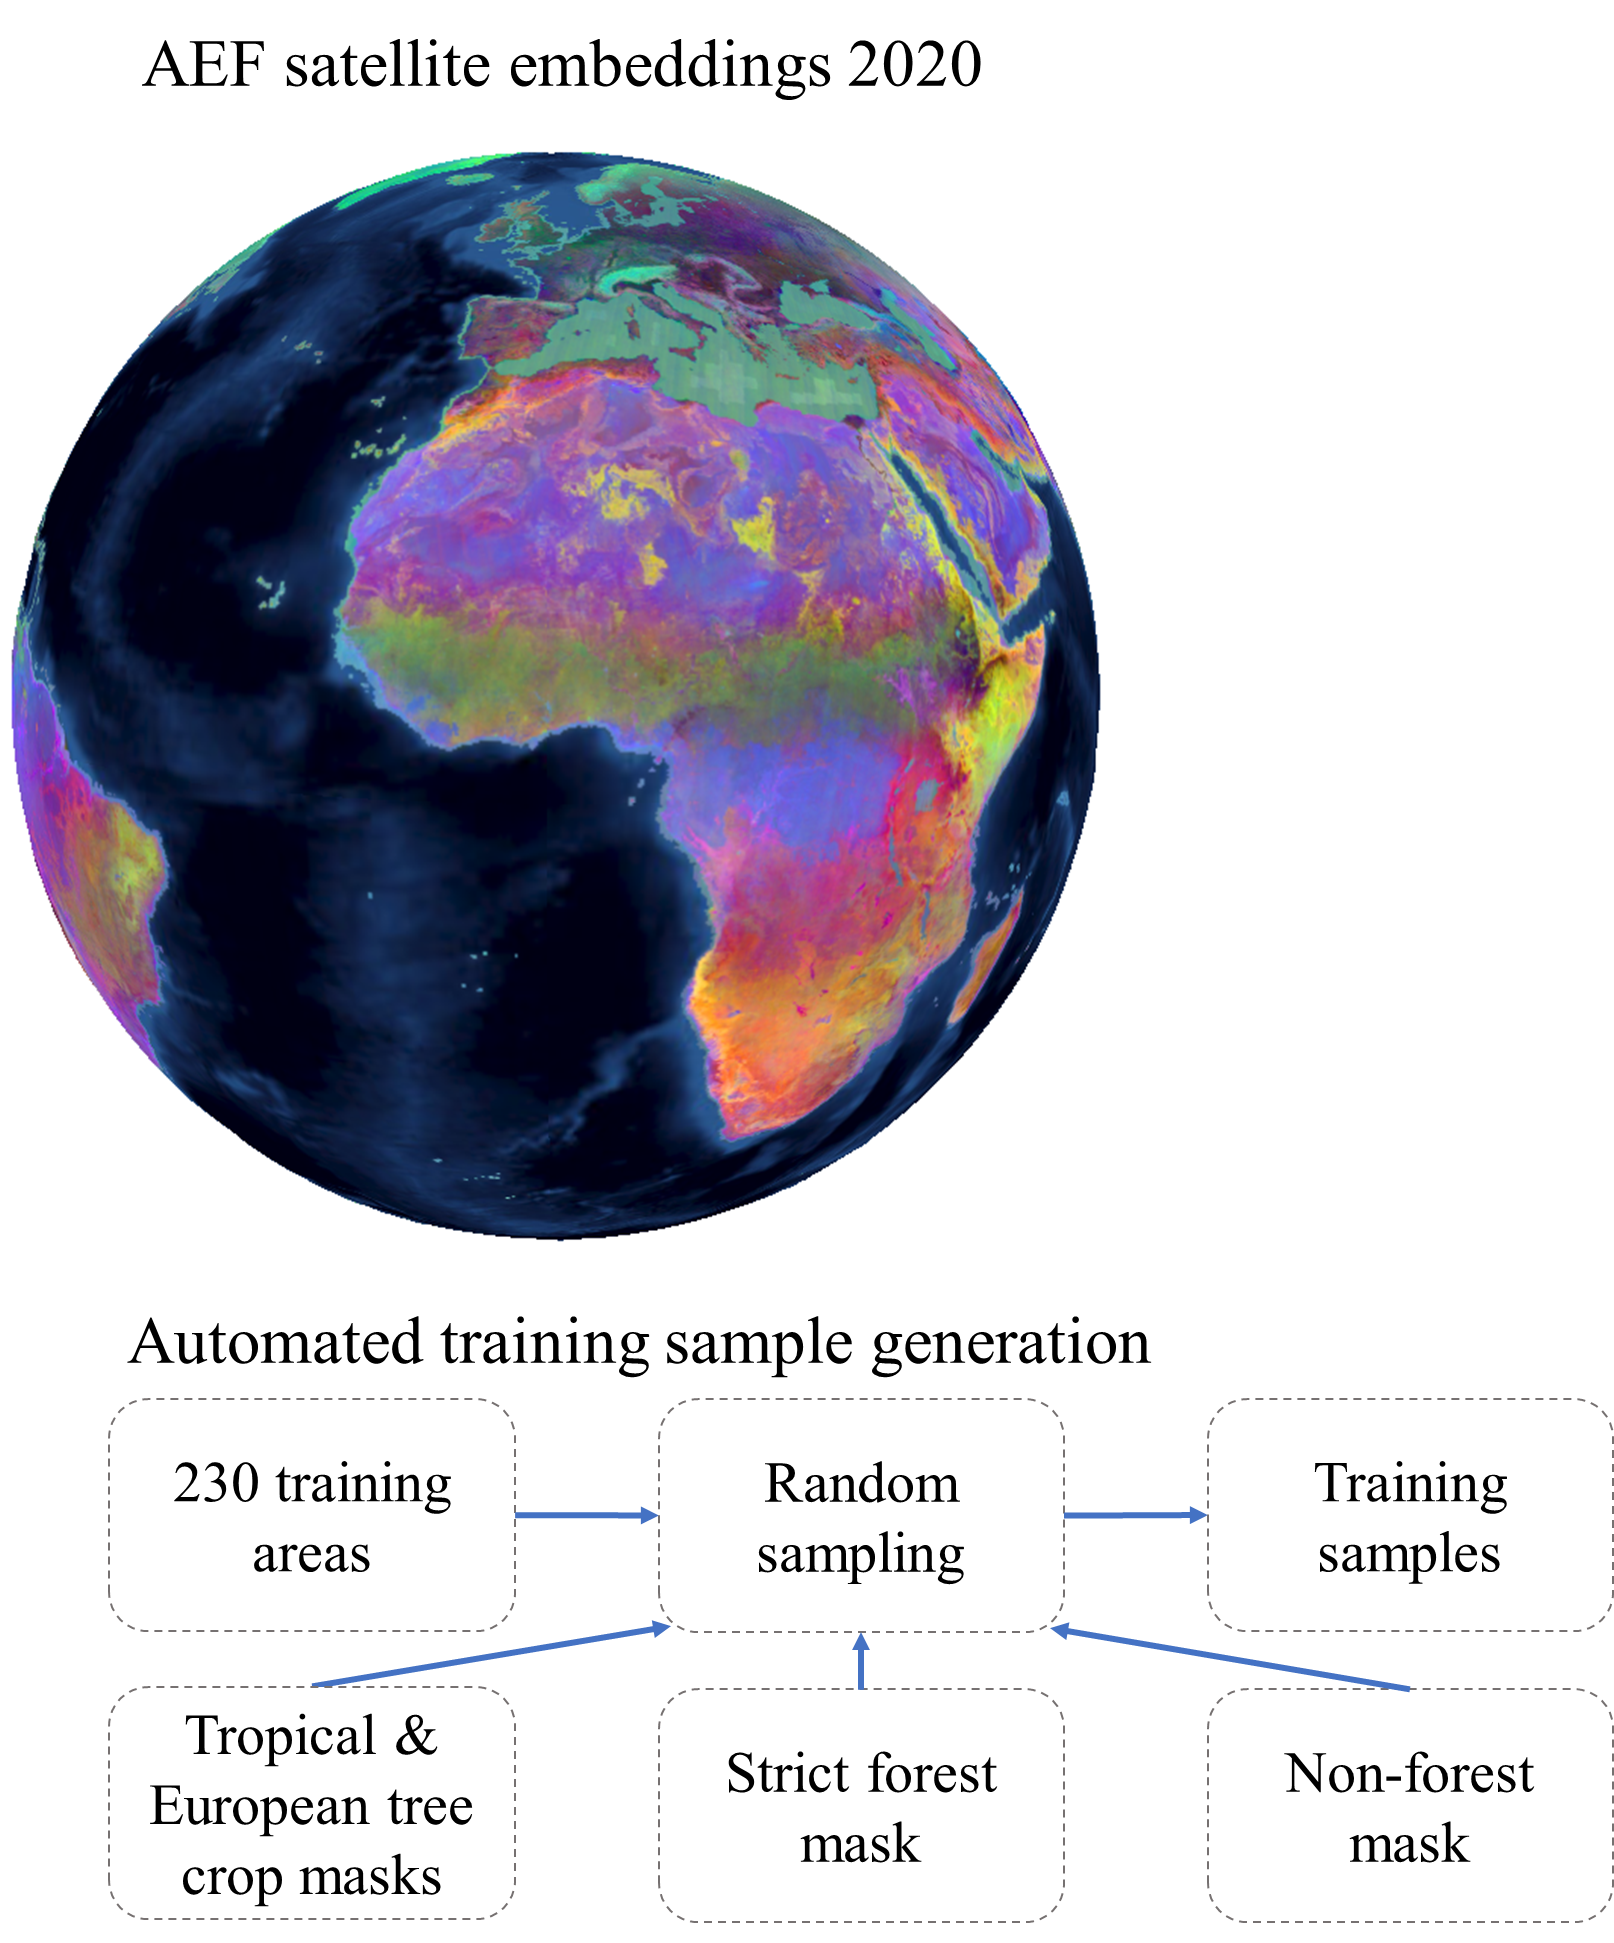 AEF satellite embeddings 2020
Automated training sample generation
230 training
areas
Random
sampling
Training
samples
Tropical &
European tree
crop masks
Strict forest
mask
Non-forest
mask